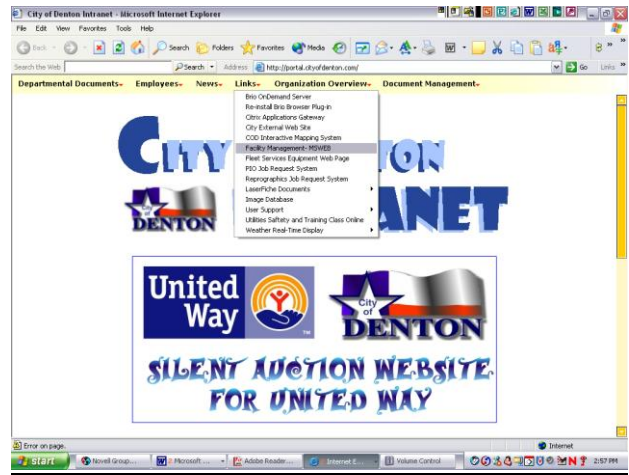 City of Denton Intranet - Microsoft Internet Explorer
File Edit View Favorites Tools Help
Back Search Folders Favorites Media
Search the Web Search Address http://portal.cityofdenton.com/ Go Links
Departmental Documents Employees News Links Organization Overview Document Management
Brio OnDemand Server
Re-install Brio Browser Plug-in
Citrix Applications Gateway
City External Web Site
COD Interactive Mapping System
Facility Management- MSWEB
Fleet Services Equipment Web Page
PIO Job Request System
Reprographics Job Request System
LaserFiche Documents
Image Database
User Support
Utilities Saftety and Training Class Online
Weather Real-Time Display
CITY TON
City
of
DENTON
ANET
United
Way
City
of
DENTON
SILENT AUCTION WEBSITE
FOR UNITED WAY
Error on page. Internet
start Novell Group... Microsoft ... Adobe Reader... Internet E... Volume Control 2:57 PM